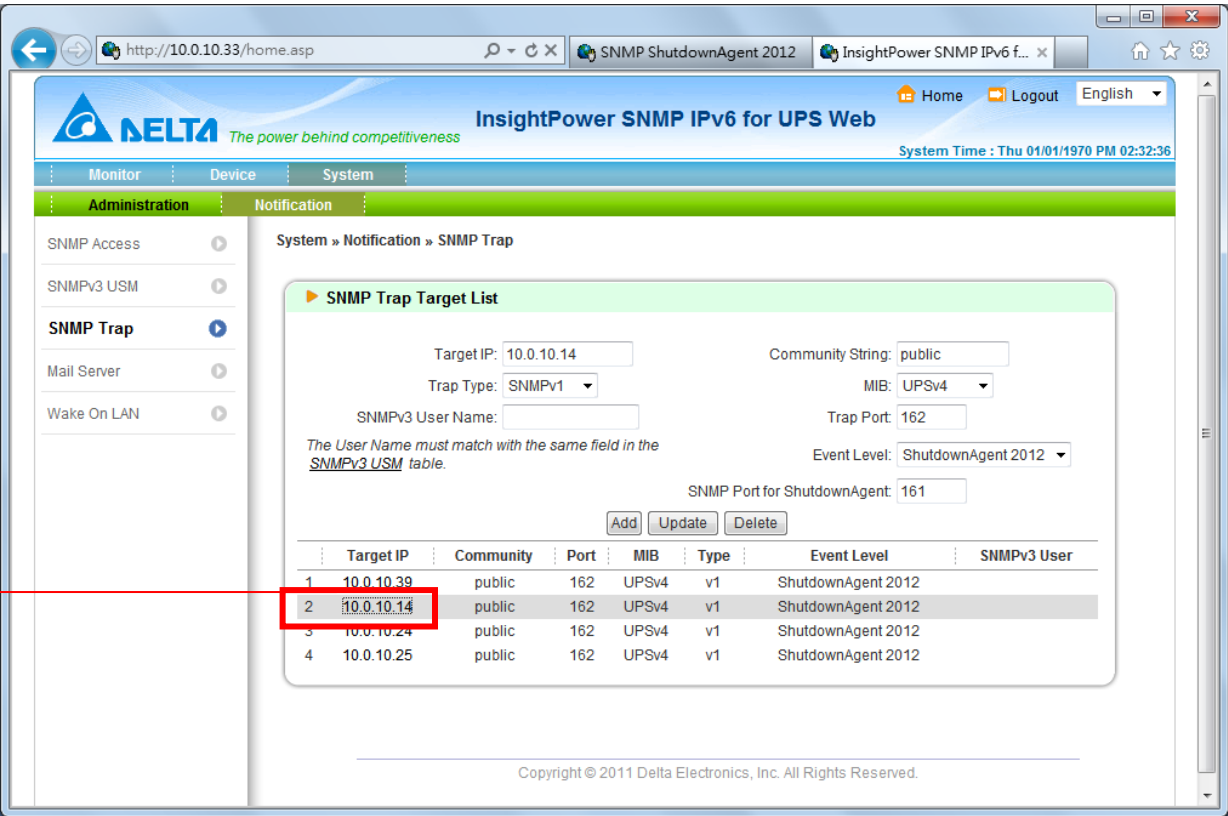 http://10.0.10.33/home.asp
SNMP ShutdownAgent 2012
InsightPower SNMP IPv6 f...
DELTA The power behind competitiveness
InsightPower SNMP IPv6 for UPS Web
Home
Logout
English
System Time : Thu 01/01/1970 PM 02:32:36
Monitor Device System
Administration Notification
SNMP Access
SNMPv3 USM
SNMP Trap
Mail Server
Wake On LAN
System » Notification » SNMP Trap
SNMP Trap Target List
Target IP: 10.0.10.14 Community String: public
Trap Type: SNMPv1 MIB: UPSv4
SNMPv3 User Name: Trap Port: 162
The User Name must match with the same field in the
SNMPv3 USM table.
Event Level: ShutdownAgent 2012
SNMP Port for ShutdownAgent: 161
Add Update Delete
Target IP Community Port MIB Type Event Level SNMPv3 User
1 10.0.10.39 public 162 UPSv4 v1 ShutdownAgent 2012
2 10.0.10.14 public 162 UPSv4 v1 ShutdownAgent 2012
3 10.0.10.24 public 162 UPSv4 v1 ShutdownAgent 2012
4 10.0.10.25 public 162 UPSv4 v1 ShutdownAgent 2012
Copyright © 2011 Delta Electronics, Inc. All Rights Reserved.